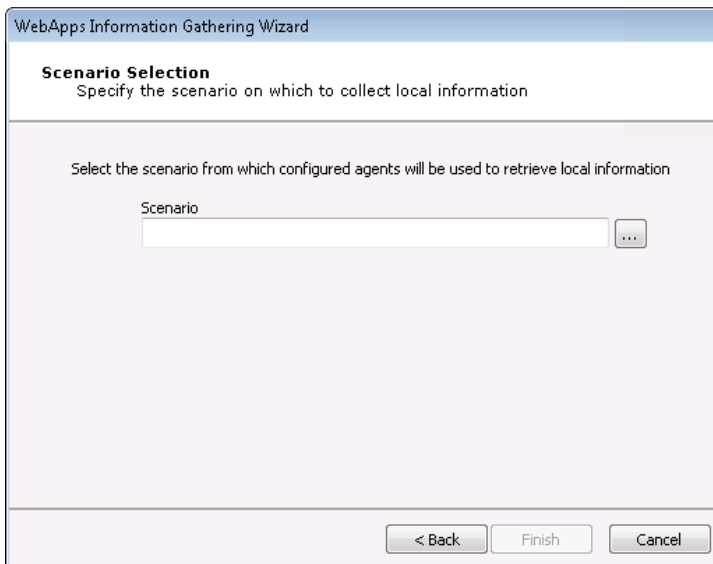 WebApps Information Gathering Wizard
Scenario Selection
Specify the scenario on which to collect local information
Select the scenario from which configured agents will be used to retrieve local information
Scenario
...
< Back Finish Cancel